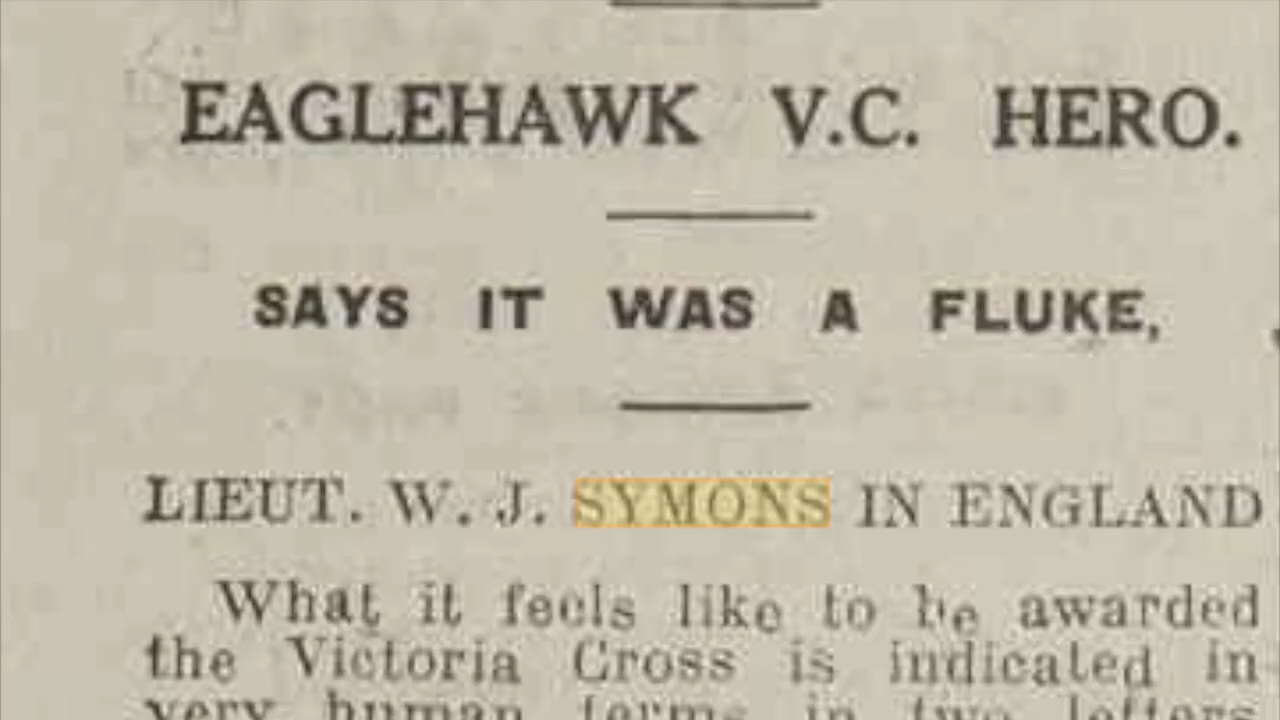 EAGLEHAWK V.C. HERO.
SAYS IT WAS A FLUKE,
LIEUT. W. J. SYMONS IN ENGLAND
What it feels like to be awarded
the Victoria Cross is indicated in
very human terms in two letters